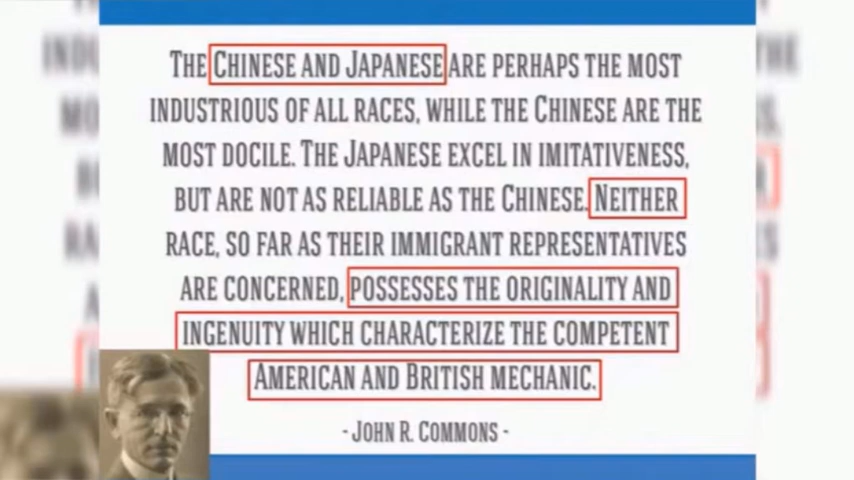 THE CHINESE AND JAPANESE ARE PERHAPS THE MOST
INDUSTRIOUS OF ALL RACES, WHILE THE CHINESE ARE THE
MOST DOCILE. THE JAPANESE EXCEL IN IMITATIVENESS,
BUT ARE NOT AS RELIABLE AS THE CHINESE. NEITHER
RACE, SO FAR AS THEIR IMMIGRANT REPRESENTATIVES
ARE CONCERNED, POSSESSES THE ORIGINALITY AND
INGENUITY WHICH CHARACTERIZE THE COMPETENT
AMERICAN AND BRITISH MECHANIC.
- JOHN R. COMMONS -